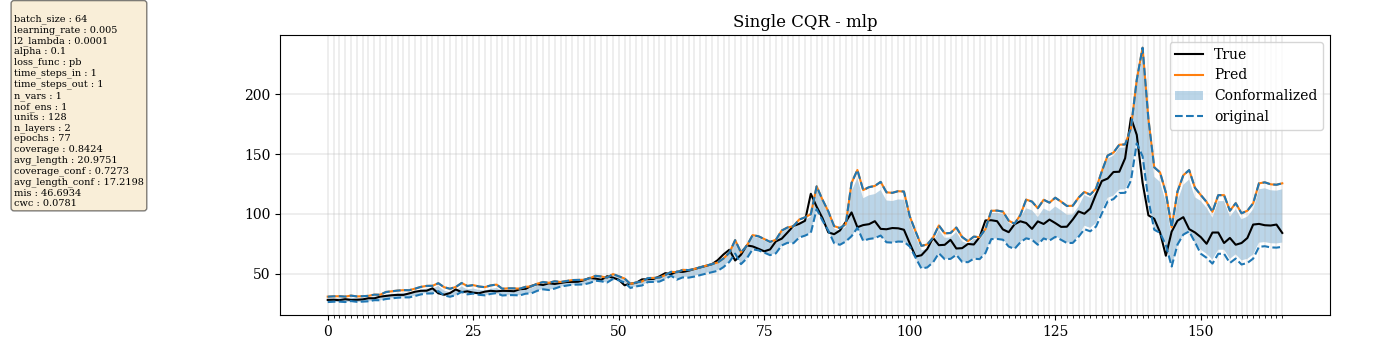 batch_size : 64
learning_rate : 0.005
l2_lambda : 0.0001
alpha : 0.1
loss_func : pb
time_steps_in : 1
time_steps_out : 1
n_vars : 1
nof_ens : 1
units : 128
n_layers : 2
epochs : 77
coverage : 0.8424
avg_length : 20.9751
coverage_conf : 0.7273
avg_length_conf : 17.2198
mis : 46.6934
cwc : 0.0781
Single CQR - mlp
True
Pred
Conformalized
original
200
150
100
50
0 25 50 75 100 125 150